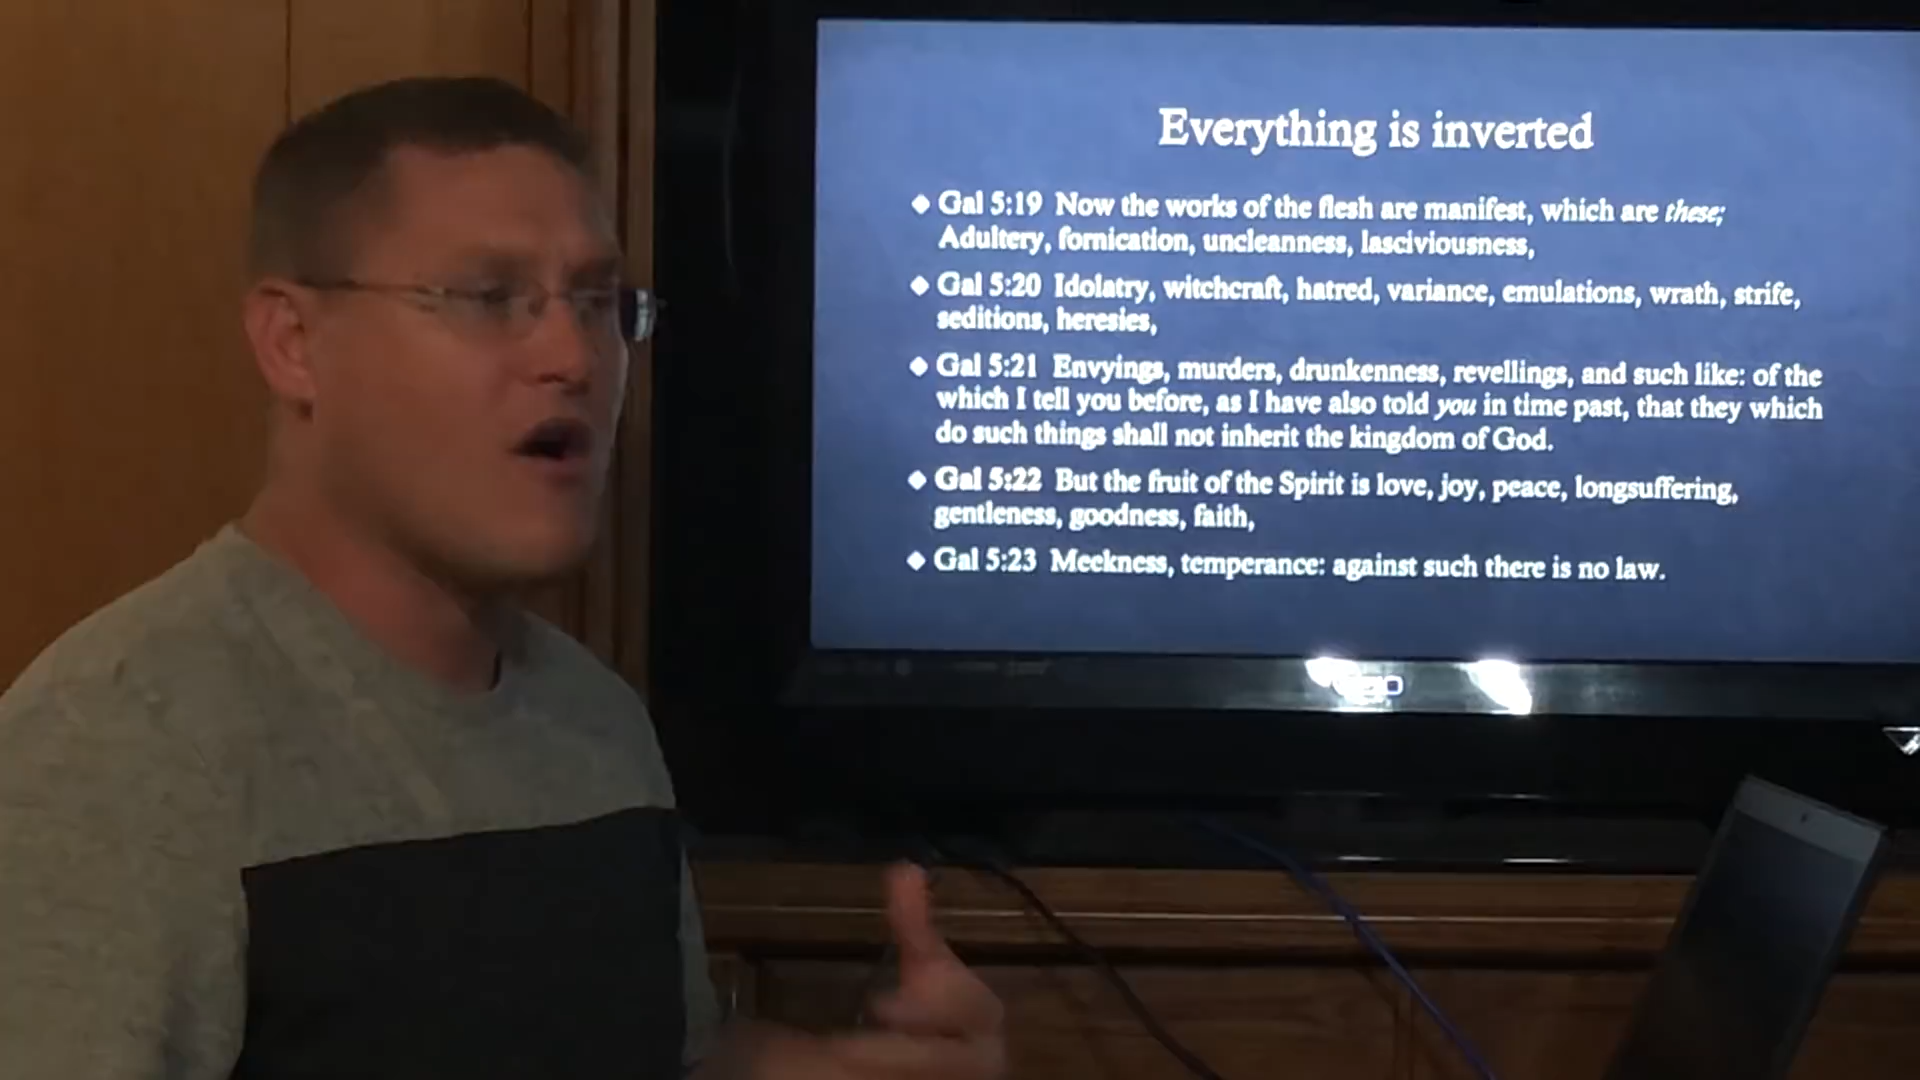 Everything is inverted
◆ Gal 5:19 Now the works of the flesh are manifest, which are these;
Adultery, fornication, uncleanness, lasciviousness,
◆ Gal 5:20 Idolatry, witchcraft, hatred, variance, emulations, wrath, strife,
seditions, heresies,
◆ Gal 5:21 Envyings, murders, drunkenness, revellings, and such like: of the
which I tell you before, as I have also told you in time past, that they which
do such things shall not inherit the kingdom of God.
◆ Gal 5:22 But the fruit of the Spirit is love, joy, peace, longsuffering,
gentleness, goodness, faith,
◆ Gal 5:23 Meekness, temperance: against such there is no law.